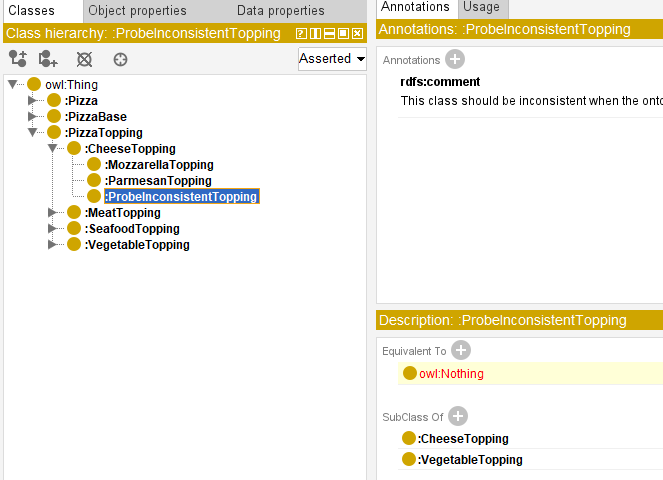 Classes
Object properties
Data properties
Class hierarchy: :ProbeInconsistentTopping
Asserted
owl:Thing
:Pizza
:PizzaBase
:PizzaTopping
:CheeseTopping
:MozzarellaTopping
:ParmesanTopping
:ProbeInconsistentTopping
:MeatTopping
:SeafoodTopping
:VegetableTopping
Annotations
Usage
Annotations: :ProbeInconsistentTopping
Annotations
rdfs:comment
This class should be inconsistent when the onto
Description: :ProbeInconsistentTopping
Equivalent To
owl:Nothing
SubClass Of
:CheeseTopping
:VegetableTopping